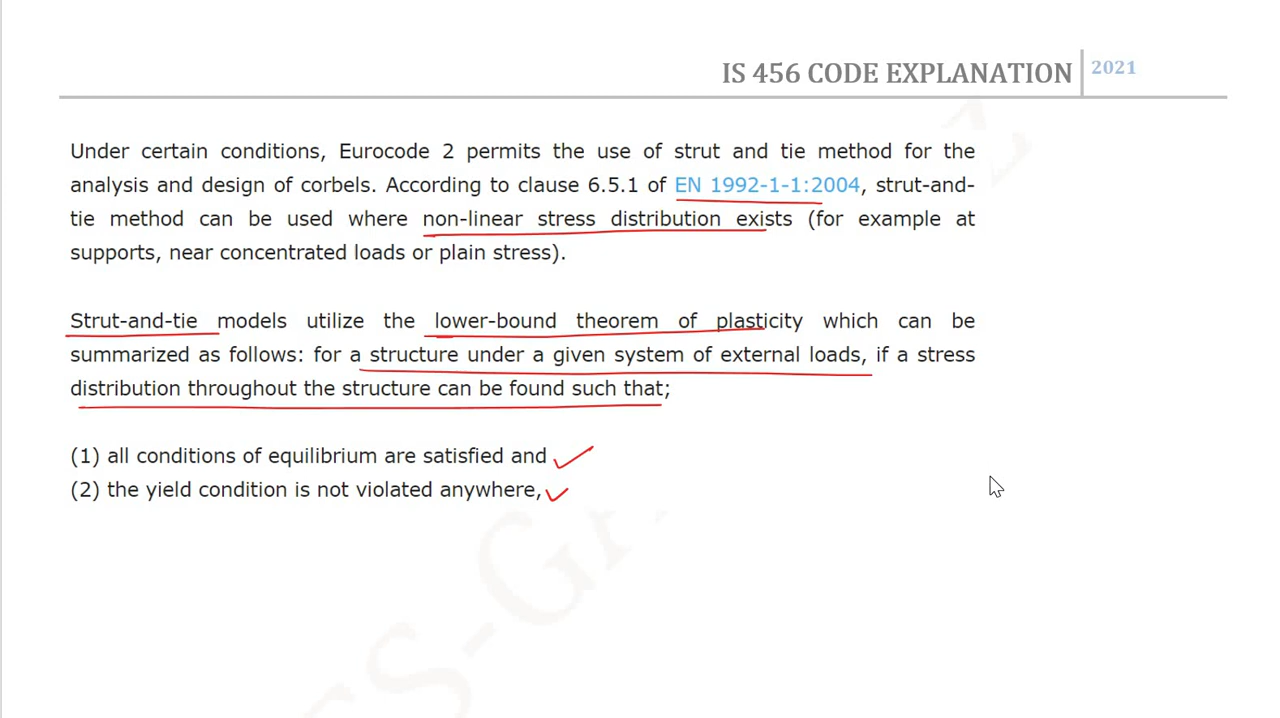 IS 456 CODE EXPLANATION 2021
Under certain conditions, Eurocode 2 permits the use of strut and tie method for the
analysis and design of corbels. According to clause 6.5.1 of EN 1992-1-1:2004, strut-and-
tie method can be used where non-linear stress distribution exists (for example at
supports, near concentrated loads or plain stress).
Strut-and-tie models utilize the lower-bound theorem of plasticity which can be
summarized as follows: for a structure under a given system of external loads, if a stress
distribution throughout the structure can be found such that;
(1) all conditions of equilibrium are satisfied and
(2) the yield condition is not violated anywhere,